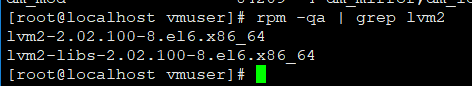 [root@localhost vmuser]# rpm -qa | grep lvm2
lvm2-2.02.100-8.el6.x86_64
lvm2-libs-2.02.100-8.el6.x86_64
[root@localhost vmuser]#